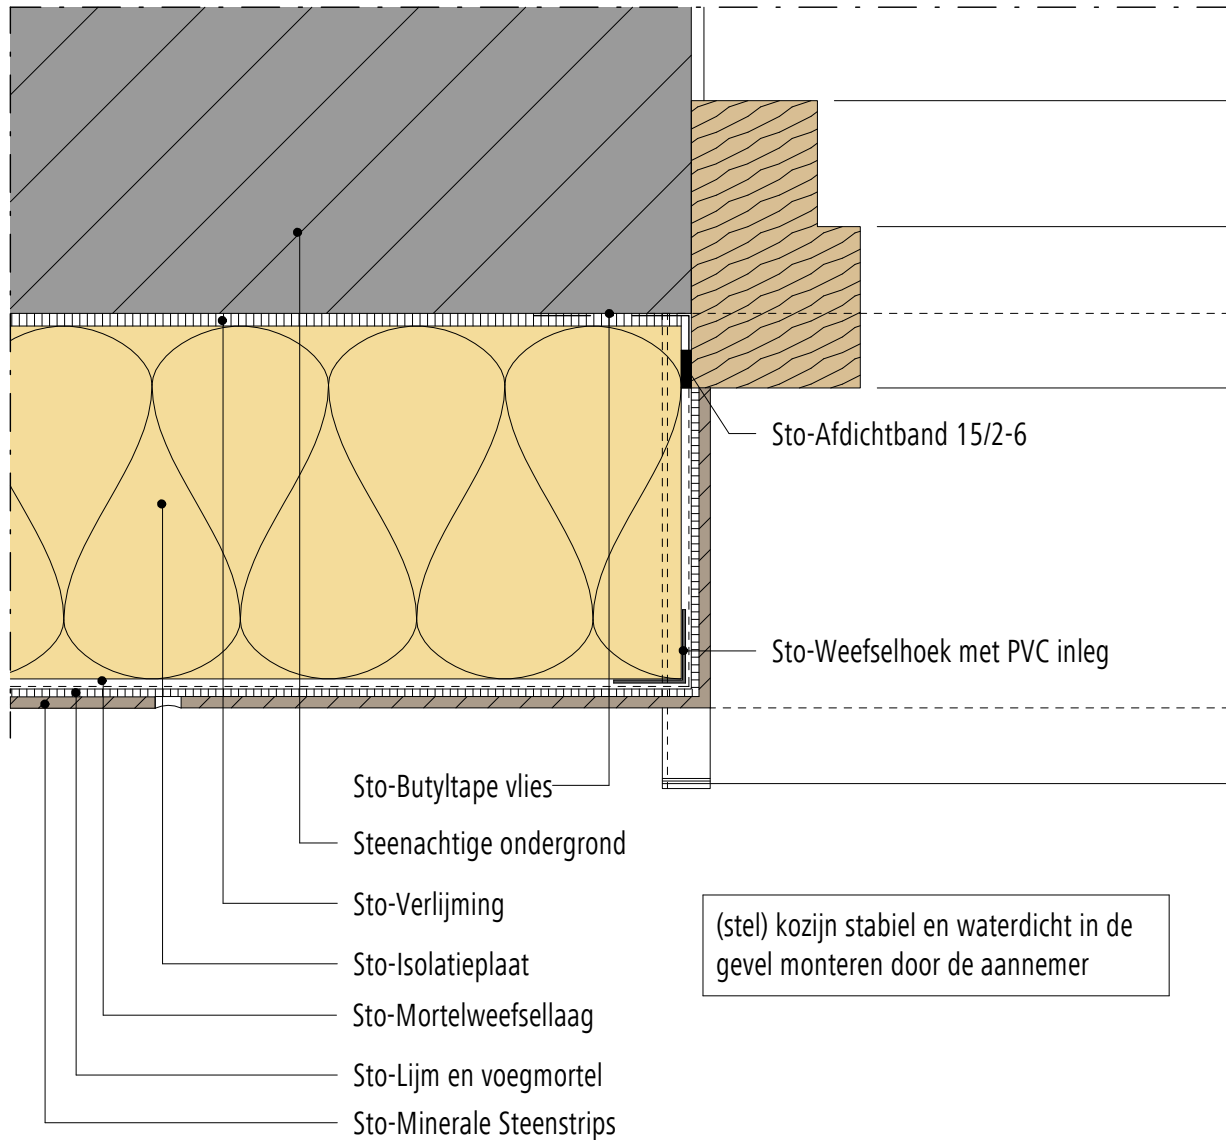 Sto-Afdichtband 15/2-6
Sto-Weefselhoek met PVC inleg
Sto-Butyltape vlies
Steenachtige ondergrond
Sto-Verlijming
Sto-Isolatieplaat
Sto-Mortelweefsellaag
Sto-Lijm en voegmortel
Sto-Minerale Steenstrips
(stel) kozijn stabiel en waterdicht in de
gevel monteren door de aannemer